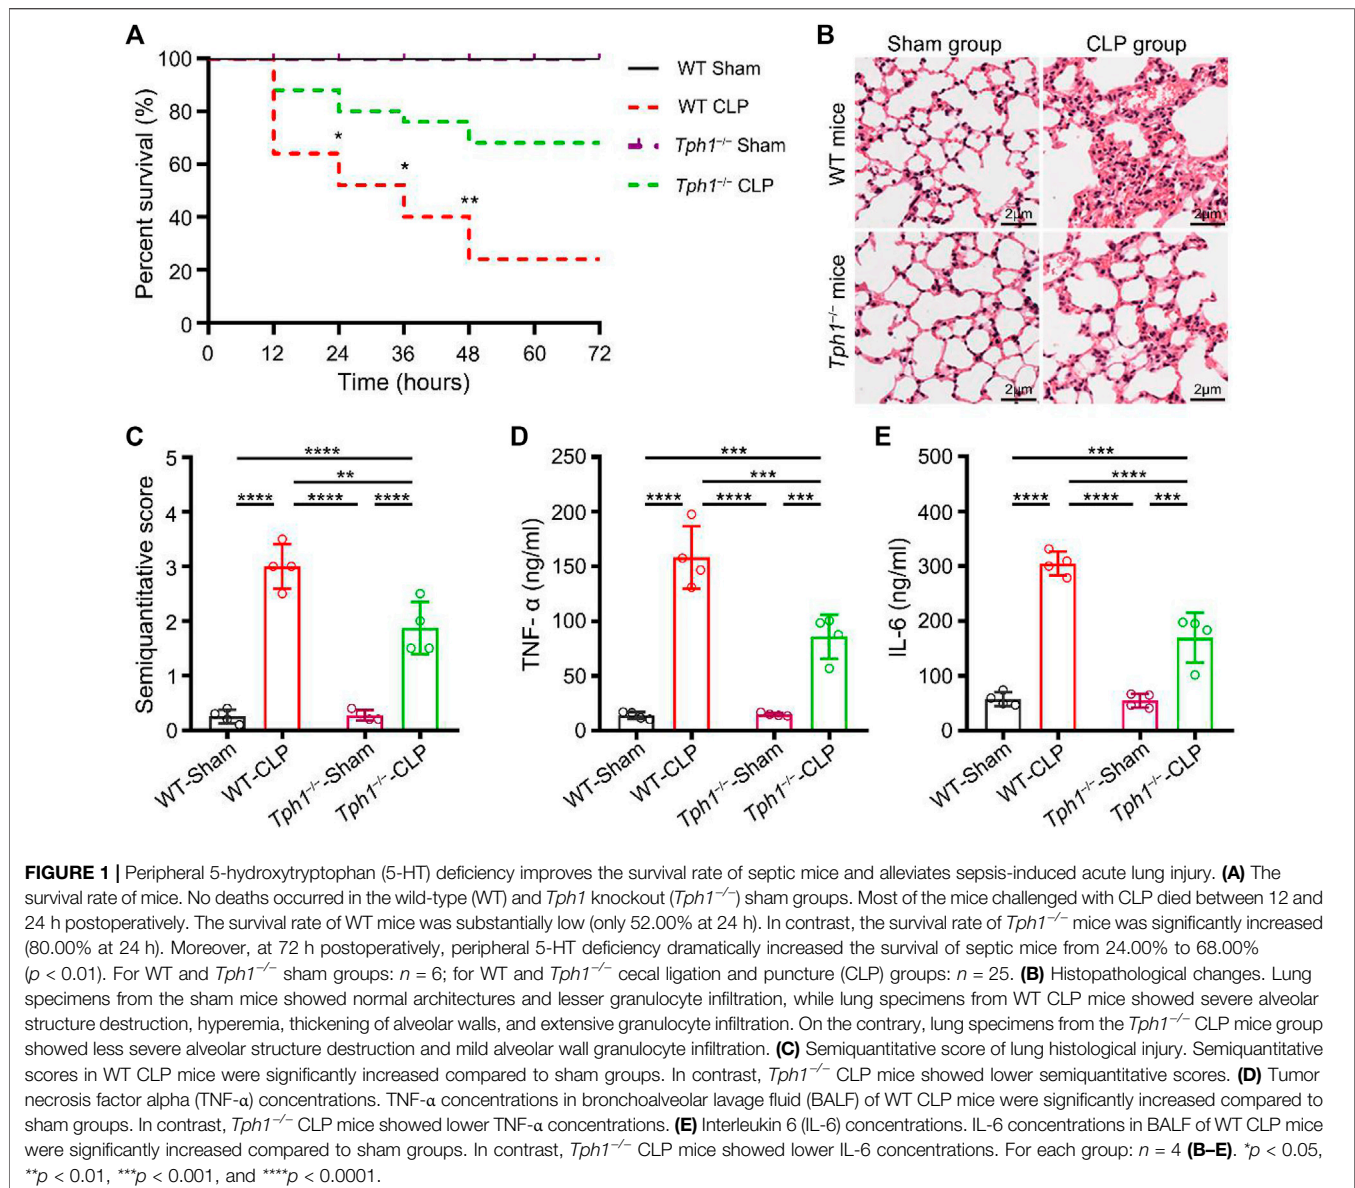 A
100
80
60
40
20
0
Percent survival (%)
0 12 24 36 48 60 72
Time (hours)
*
*
**
WT Sham
WT CLP
Tph1⁻/⁻ Sham
Tph1⁻/⁻ CLP
B
Sham group CLP group
WT mice
Tph1⁻/⁻ mice
2μm
2μm
2μm
2μm
C
5
4
3
2
1
0
Semiquantitative score
****
**
**** **** ****
WT-Sham
WT-CLP
Tph1⁻/⁻-Sham
Tph1⁻/⁻-CLP
D
250
200
150
100
50
0
TNF- α (ng/ml)
***
***
**** **** ***
WT-Sham
WT-CLP
Tph1⁻/⁻-Sham
Tph1⁻/⁻-CLP
E
500
400
300
200
100
0
IL-6 (ng/ml)
***
****
**** **** ***
WT-Sham
WT-CLP
Tph1⁻/⁻-Sham
Tph1⁻/⁻-CLP
FIGURE 1 | Peripheral 5-hydroxytryptophan (5-HT) deficiency improves the survival rate of septic mice and alleviates sepsis-induced acute lung injury. (A) The
survival rate of mice. No deaths occurred in the wild-type (WT) and Tph1 knockout (Tph1⁻/⁻) sham groups. Most of the mice challenged with CLP died between 12 and
24 h postoperatively. The survival rate of WT mice was substantially low (only 52.00% at 24 h). In contrast, the survival rate of Tph1⁻/⁻ mice was significantly increased
(80.00% at 24 h). Moreover, at 72 h postoperatively, peripheral 5-HT deficiency dramatically increased the survival of septic mice from 24.00% to 68.00%
(p < 0.01). For WT and Tph1⁻/⁻ sham groups: n = 6; for WT and Tph1⁻/⁻ cecal ligation and puncture (CLP) groups: n = 25. (B) Histopathological changes. Lung
specimens from the sham mice showed normal architectures and lesser granulocyte infiltration, while lung specimens from WT CLP mice showed severe alveolar
structure destruction, hyperemia, thickening of alveolar walls, and extensive granulocyte infiltration. On the contrary, lung specimens from the Tph1⁻/⁻ CLP mice group
showed less severe alveolar structure destruction and mild alveolar wall granulocyte infiltration. (C) Semiquantitative score of lung histological injury. Semiquantitative
scores in WT CLP mice were significantly increased compared to sham groups. In contrast, Tph1⁻/⁻ CLP mice showed lower semiquantitative scores. (D) Tumor
necrosis factor alpha (TNF-α) concentrations. TNF-α concentrations in bronchoalveolar lavage fluid (BALF) of WT CLP mice were significantly increased compared to
sham groups. In contrast, Tph1⁻/⁻ CLP mice showed lower TNF-α concentrations. (E) Interleukin 6 (IL-6) concentrations. IL-6 concentrations in BALF of WT CLP mice
were significantly increased compared to sham groups. In contrast, Tph1⁻/⁻ CLP mice showed lower IL-6 concentrations. For each group: n = 4 (B–E). *p < 0.05,
**p < 0.01, ***p < 0.001, and ****p < 0.0001.